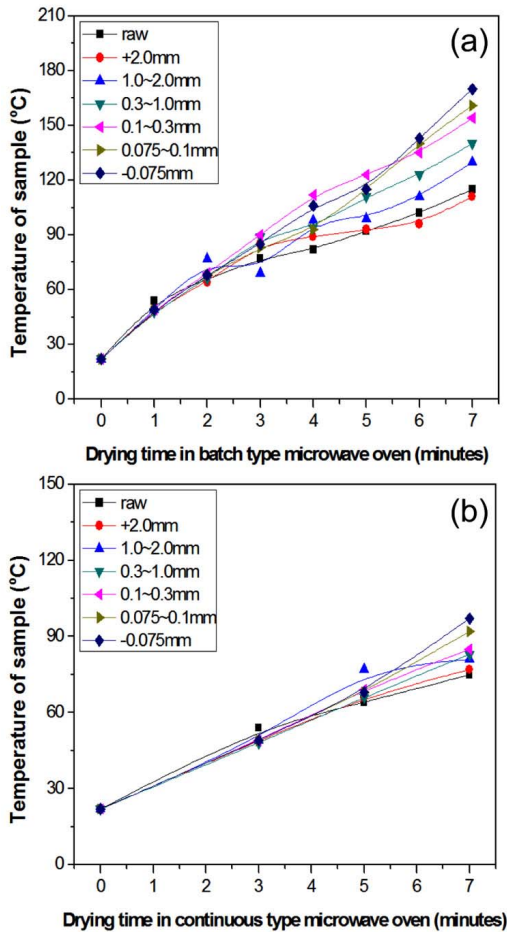 210
180
150
120
90
60
30
0
Temperature of sample (°C)
raw
+2.0mm
1.0~2.0mm
0.3~1.0mm
0.1~0.3mm
0.075~0.1mm
-0.075mm
(a)
0 1 2 3 4 5 6 7
Drying time in batch type microwave oven (minutes)
150
120
90
60
30
0
Temperature of sample (°C)
raw
+2.0mm
1.0~2.0mm
0.3~1.0mm
0.1~0.3mm
0.075~0.1mm
-0.075mm
(b)
0 1 2 3 4 5 6 7
Drying time in continuous type microwave oven (minutes)